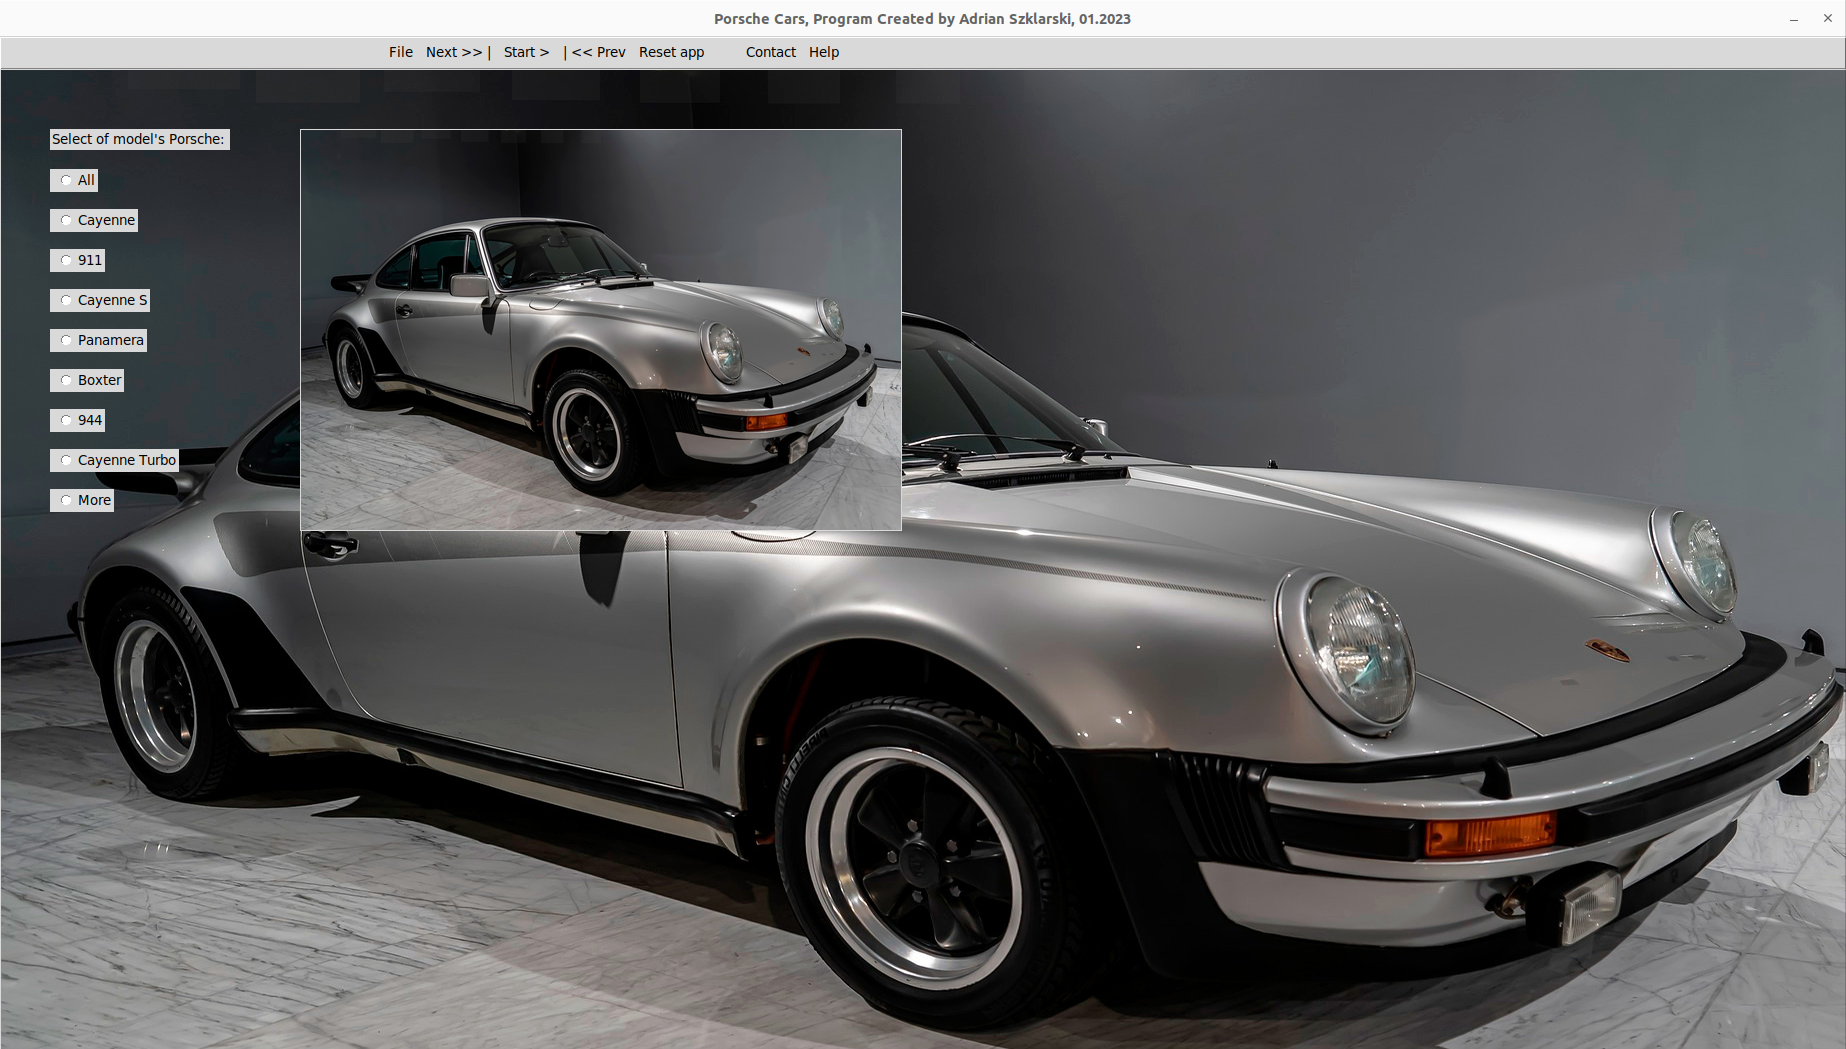 Porsche Cars, Program Created by Adrian Szklarski, 01.2023
File Next >> | Start > | << Prev Reset app Contact Help
Select of model's Porsche:
All
Cayenne
911
Cayenne S
Panamera
Boxter
944
Cayenne Turbo
More